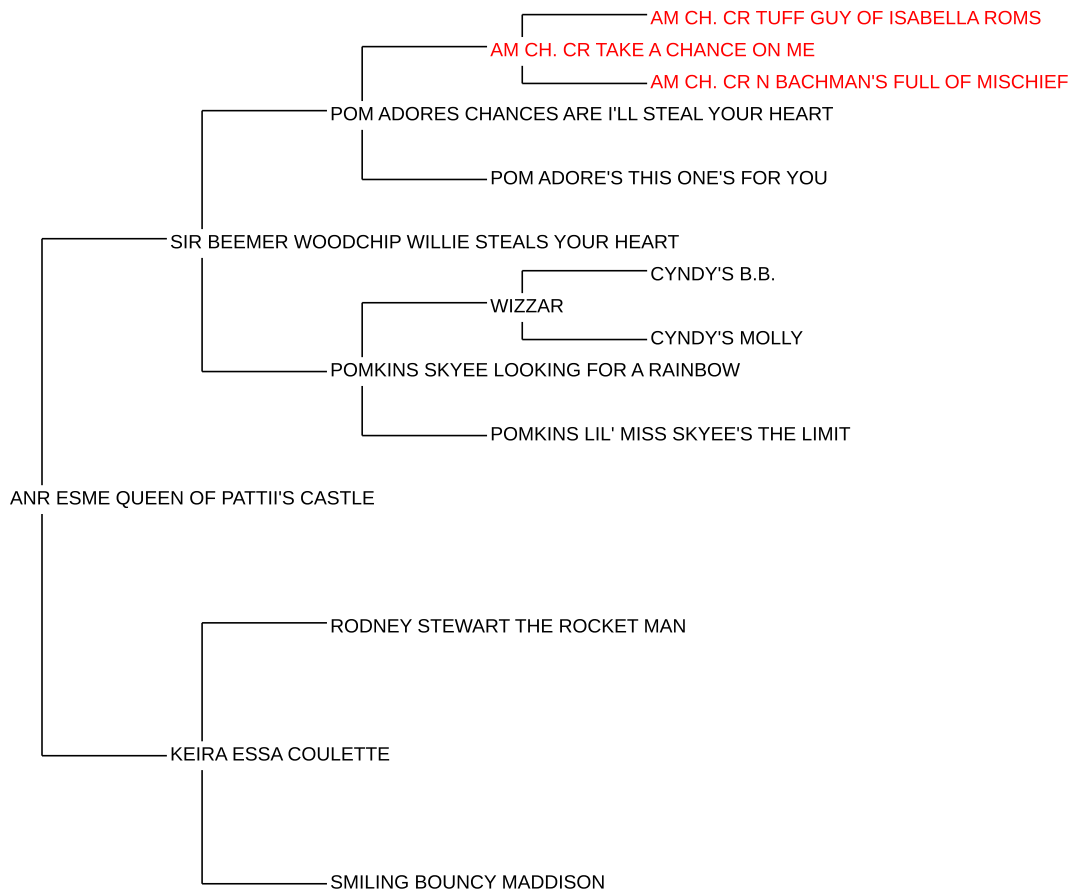 AM CH. CR TUFF GUY OF ISABELLA ROMS
AM CH. CR TAKE A CHANCE ON ME
AM CH. CR N BACHMAN'S FULL OF MISCHIEF
POM ADORES CHANCES ARE I'LL STEAL YOUR HEART
POM ADORE'S THIS ONE'S FOR YOU
SIR BEEMER WOODCHIP WILLIE STEALS YOUR HEART
CYNDY'S B.B.
WIZZAR
CYNDY'S MOLLY
POMKINS SKYEE LOOKING FOR A RAINBOW
POMKINS LIL' MISS SKYEE'S THE LIMIT
ANR ESME QUEEN OF PATTII'S CASTLE
RODNEY STEWART THE ROCKET MAN
KEIRA ESSA COULETTE
SMILING BOUNCY MADDISON